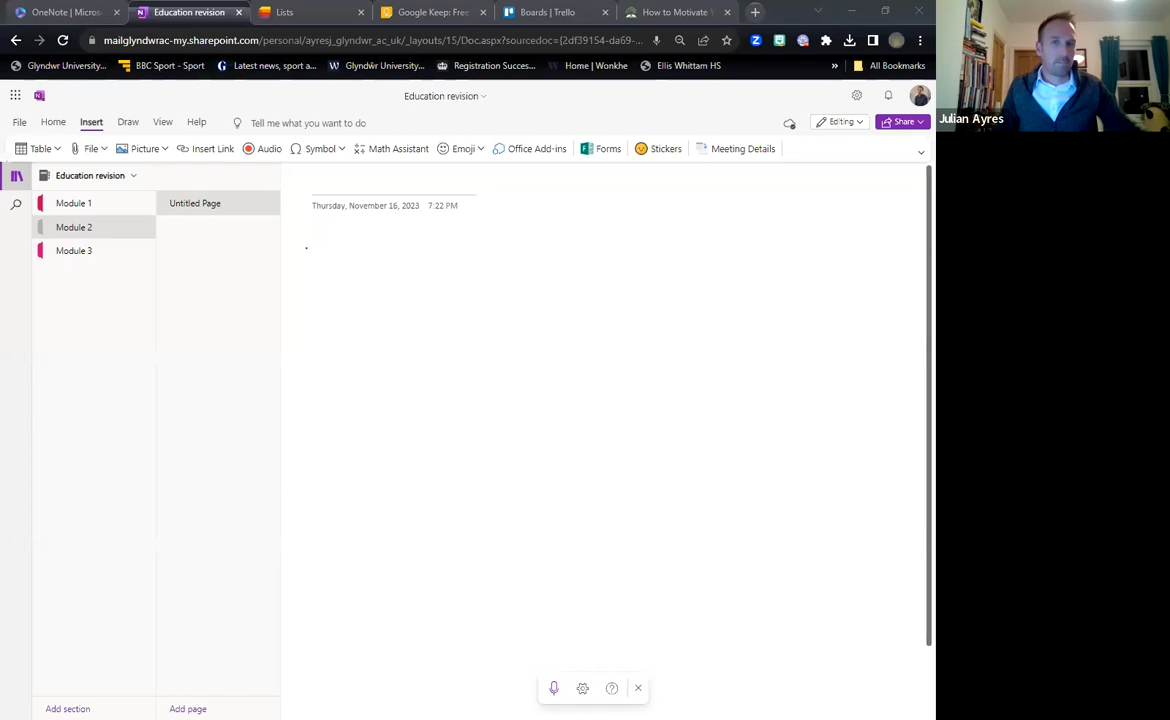 OneNote | Micros
Education revision
Lists
Google Keep: Free
Boards | Trello
How to Motivate
mailglyndwrac-my.sharepoint.com/personal/ayresj_glyndwr_ac_uk/_layouts/15/Doc.aspx?sourcedoc={2df39154-da69-...
Glyndwr University... BBC Sport - Sport Latest news, sport a... Glyndŵr University... Registration Succes... Home | Wonkhe Ellis Whittam HS » All Bookmarks
Education revision
File Home Insert Draw View Help Tell me what you want to do Editing Share
Table File Picture Insert Link Audio Symbol Math Assistant Emoji Office Add-ins Forms Stickers Meeting Details
Education revision
Module 1
Module 2
Module 3
Untitled Page
Thursday, November 16, 2023 7:22 PM
Add section Add page
Julian Ayres